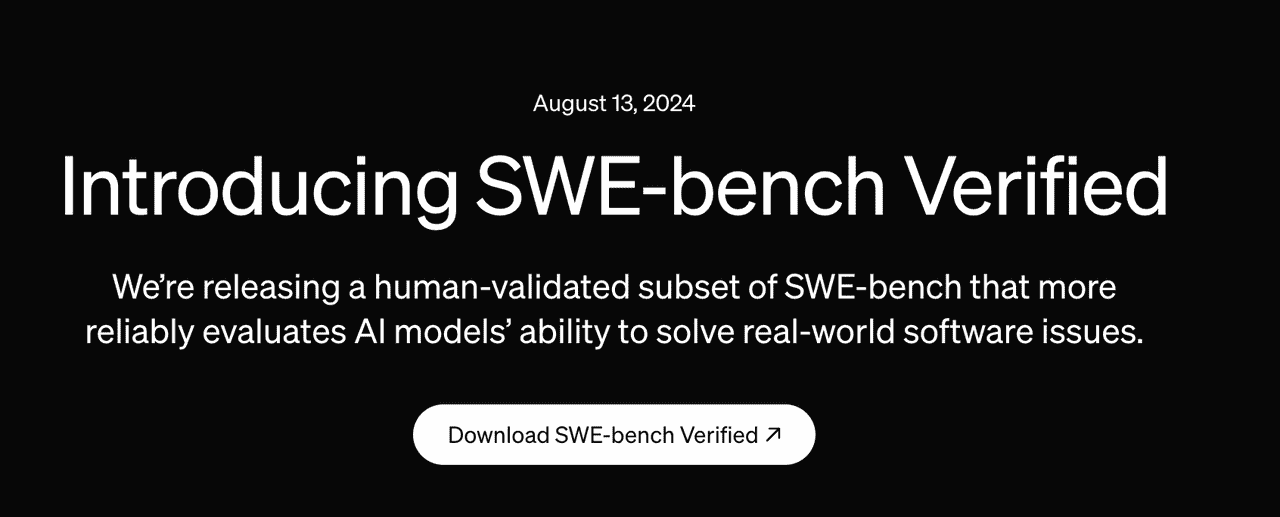 August 13, 2024
Introducing SWE-bench Verified
We’re releasing a human-validated subset of SWE-bench that more
reliably evaluates AI models’ ability to solve real-world software issues.
Download SWE-bench Verified ↗